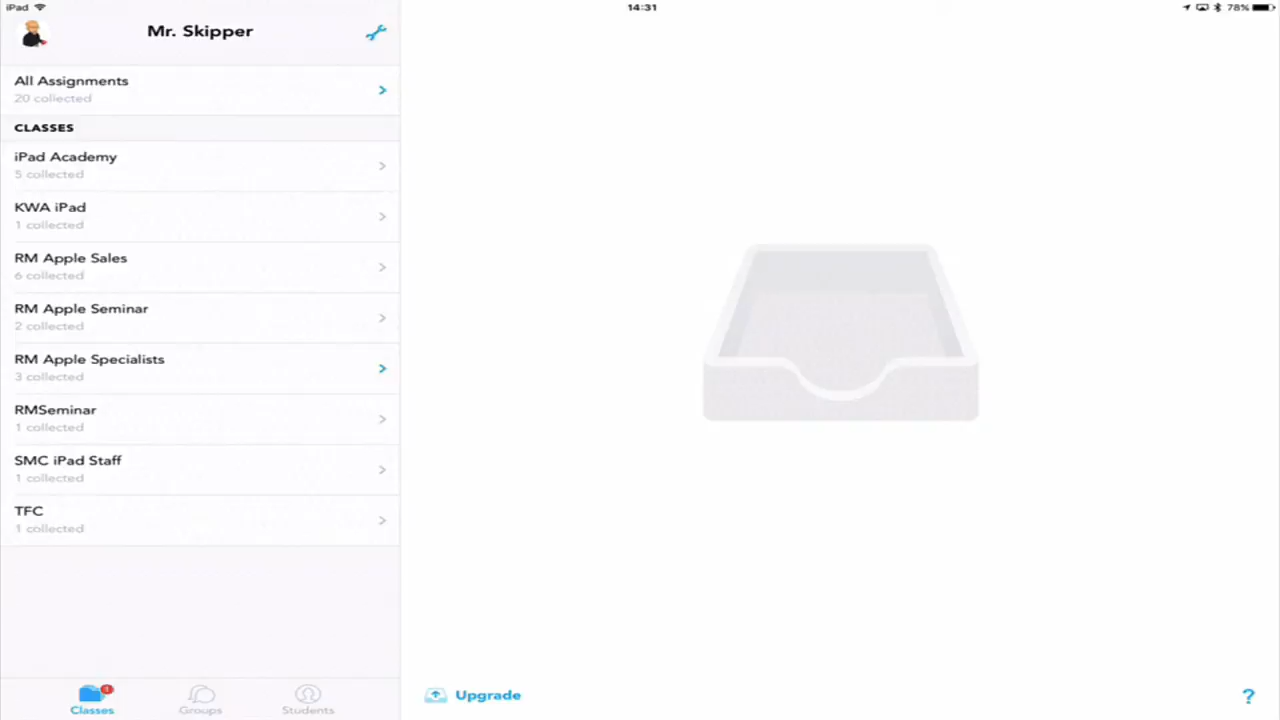 iPad
14:31
78%
Mr. Skipper
All Assignments
20 collected
CLASSES
iPad Academy
5 collected
KWA iPad
1 collected
RM Apple Sales
6 collected
RM Apple Seminar
2 collected
RM Apple Specialists
3 collected
RMSeminar
1 collected
SMC iPad Staff
1 collected
TFC
1 collected
1
Classes
Groups
Students
Upgrade
?